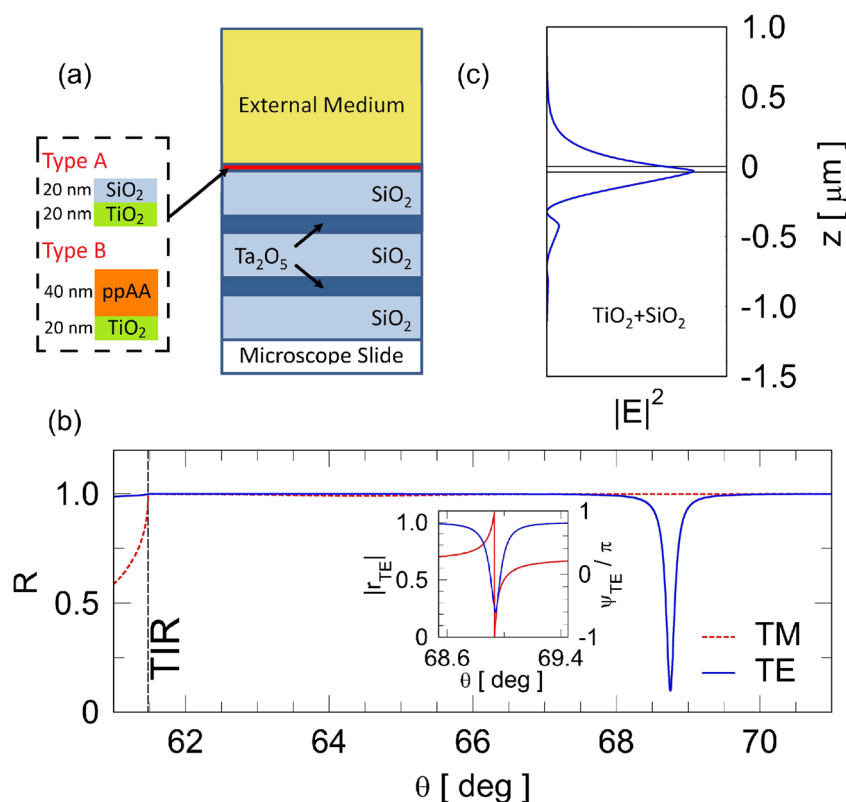 (a)
External Medium
Type A
20 nm SiO₂
20 nm TiO₂
Type B
40 nm ppAA
20 nm TiO₂
SiO₂
Ta₂O₅
SiO₂
SiO₂
Microscope Slide
(c)
1.0
0.5
0
-0.5
-1.0
-1.5
z [ μm ]
TiO₂+SiO₂
|E|²
(b)
R
1.0
0.5
0
TIR
62
64
66
68
70
θ [ deg ]
|r_TE|
1.0
0.5
0
1
0
-1
ψ_TE / π
68.6
69.4
θ [ deg ]
TM
TE